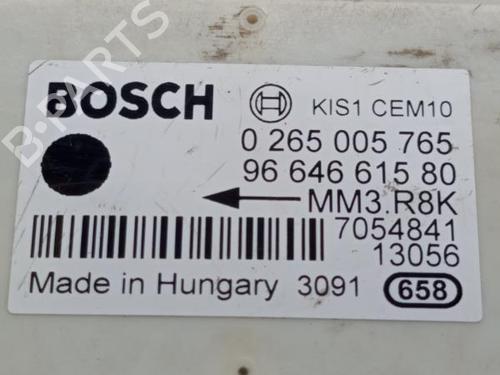 B-PARTS
BOSCH KIS1 CEM10
0 265 005 765
96 646 615 80
MM3.R8K
7054841
13056
Made in Hungary 3091 658